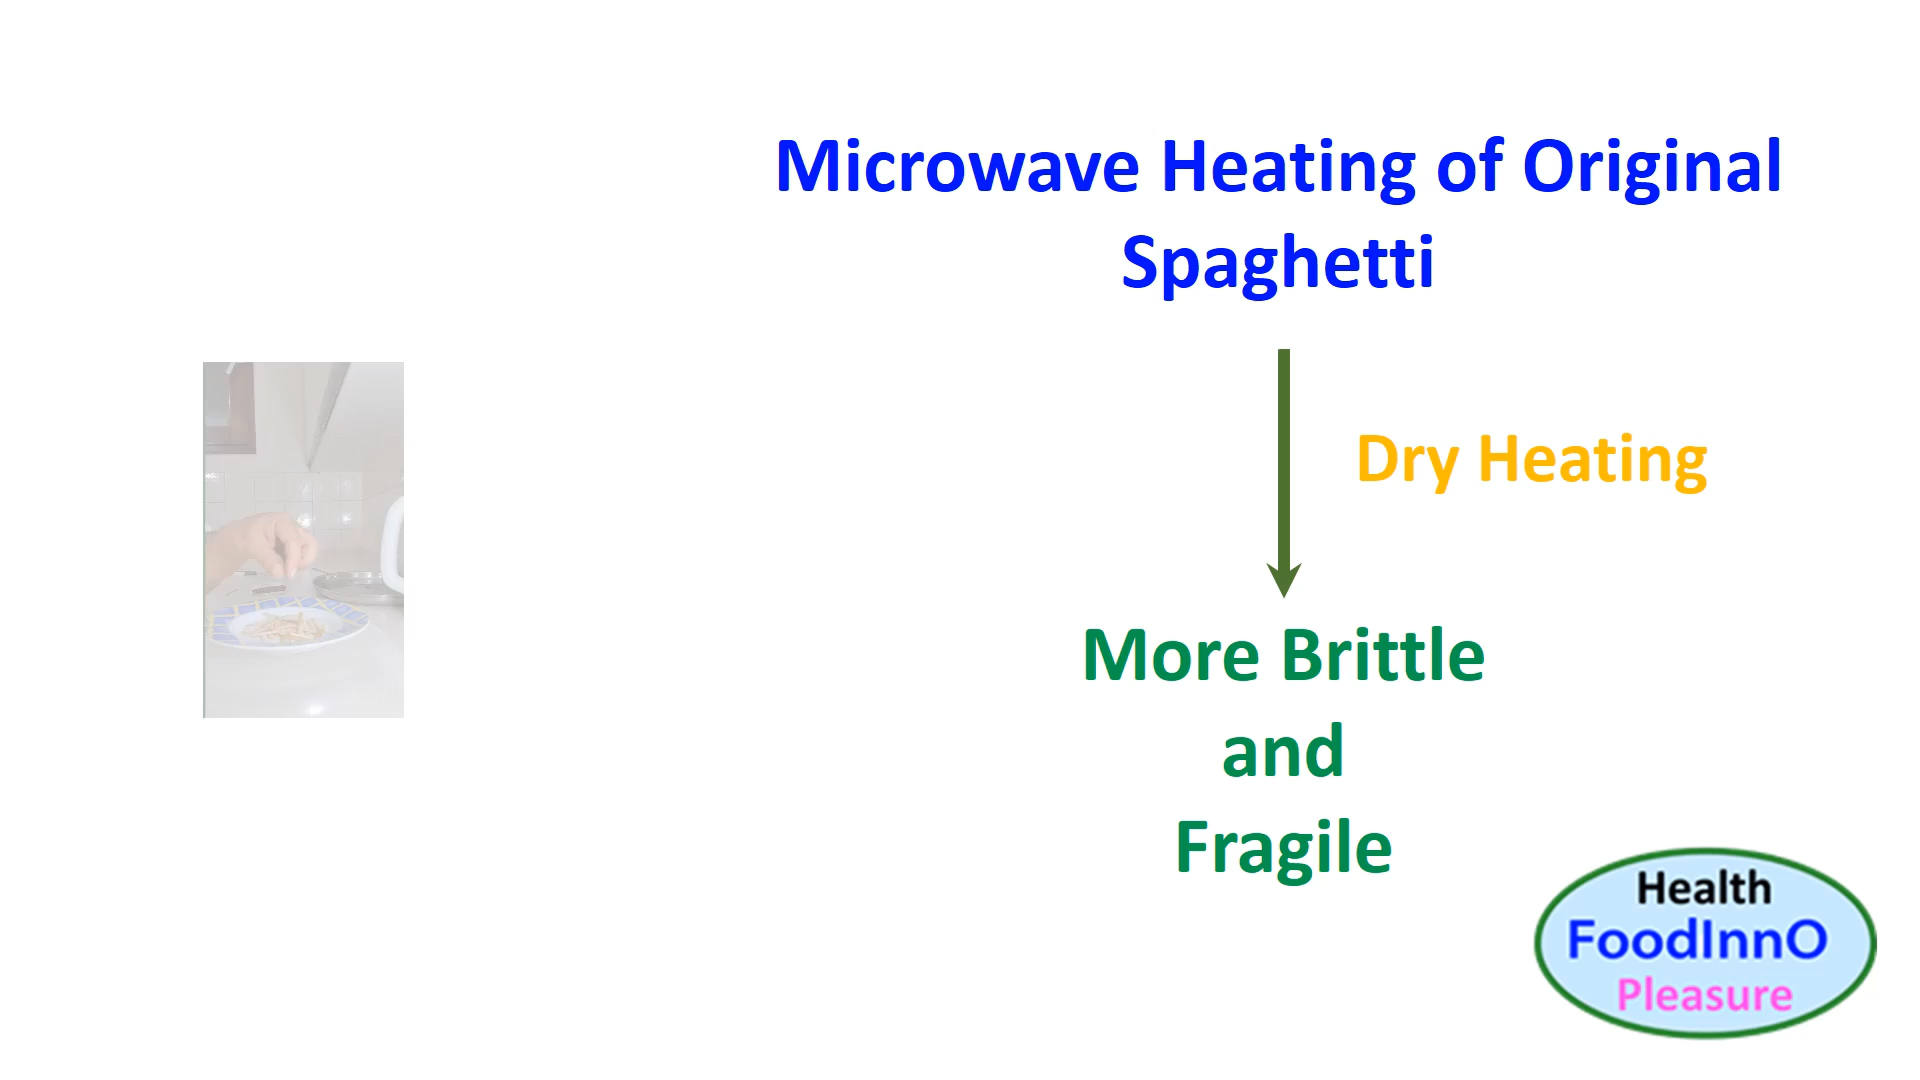 Microwave Heating of Original
Spaghetti
Dry Heating
More Brittle
and
Fragile
Health
FoodInnO
Pleasure